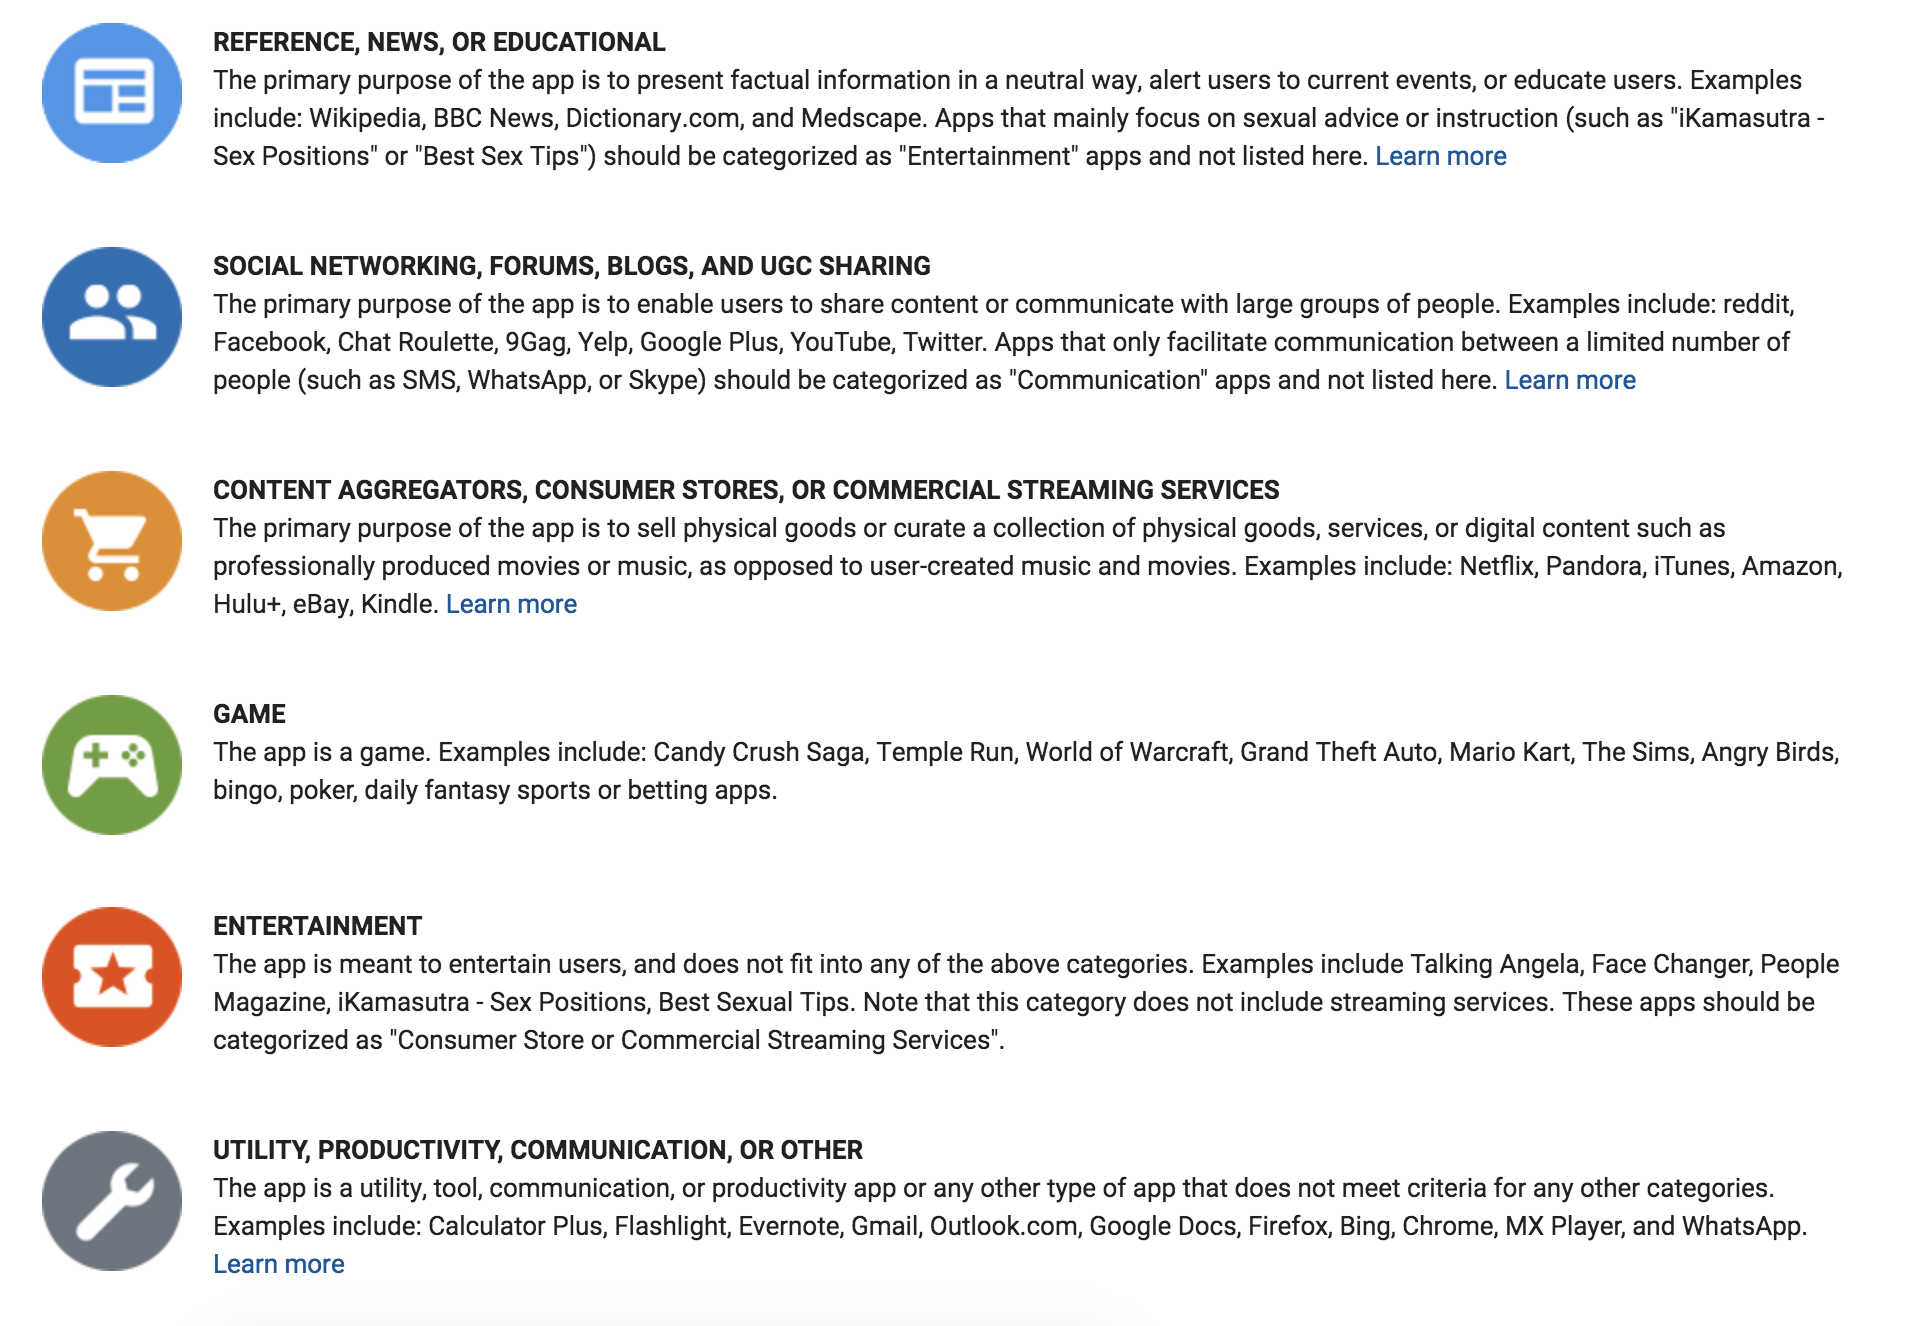 REFERENCE, NEWS, OR EDUCATIONAL
The primary purpose of the app is to present factual information in a neutral way, alert users to current events, or educate users. Examples
include: Wikipedia, BBC News, Dictionary.com, and Medscape. Apps that mainly focus on sexual advice or instruction (such as "iKamasutra -
Sex Positions" or "Best Sex Tips") should be categorized as "Entertainment" apps and not listed here. Learn more
SOCIAL NETWORKING, FORUMS, BLOGS, AND UGC SHARING
The primary purpose of the app is to enable users to share content or communicate with large groups of people. Examples include: reddit,
Facebook, Chat Roulette, 9Gag, Yelp, Google Plus, YouTube, Twitter. Apps that only facilitate communication between a limited number of
people (such as SMS, WhatsApp, or Skype) should be categorized as "Communication" apps and not listed here. Learn more
CONTENT AGGREGATORS, CONSUMER STORES, OR COMMERCIAL STREAMING SERVICES
The primary purpose of the app is to sell physical goods or curate a collection of physical goods, services, or digital content such as
professionally produced movies or music, as opposed to user-created music and movies. Examples include: Netflix, Pandora, iTunes, Amazon,
Hulu+, eBay, Kindle. Learn more
GAME
The app is a game. Examples include: Candy Crush Saga, Temple Run, World of Warcraft, Grand Theft Auto, Mario Kart, The Sims, Angry Birds,
bingo, poker, daily fantasy sports or betting apps.
ENTERTAINMENT
The app is meant to entertain users, and does not fit into any of the above categories. Examples include Talking Angela, Face Changer, People
Magazine, iKamasutra - Sex Positions, Best Sexual Tips. Note that this category does not include streaming services. These apps should be
categorized as "Consumer Store or Commercial Streaming Services".
UTILITY, PRODUCTIVITY, COMMUNICATION, OR OTHER
The app is a utility, tool, communication, or productivity app or any other type of app that does not meet criteria for any other categories.
Examples include: Calculator Plus, Flashlight, Evernote, Gmail, Outlook.com, Google Docs, Firefox, Bing, Chrome, MX Player, and WhatsApp.
Learn more